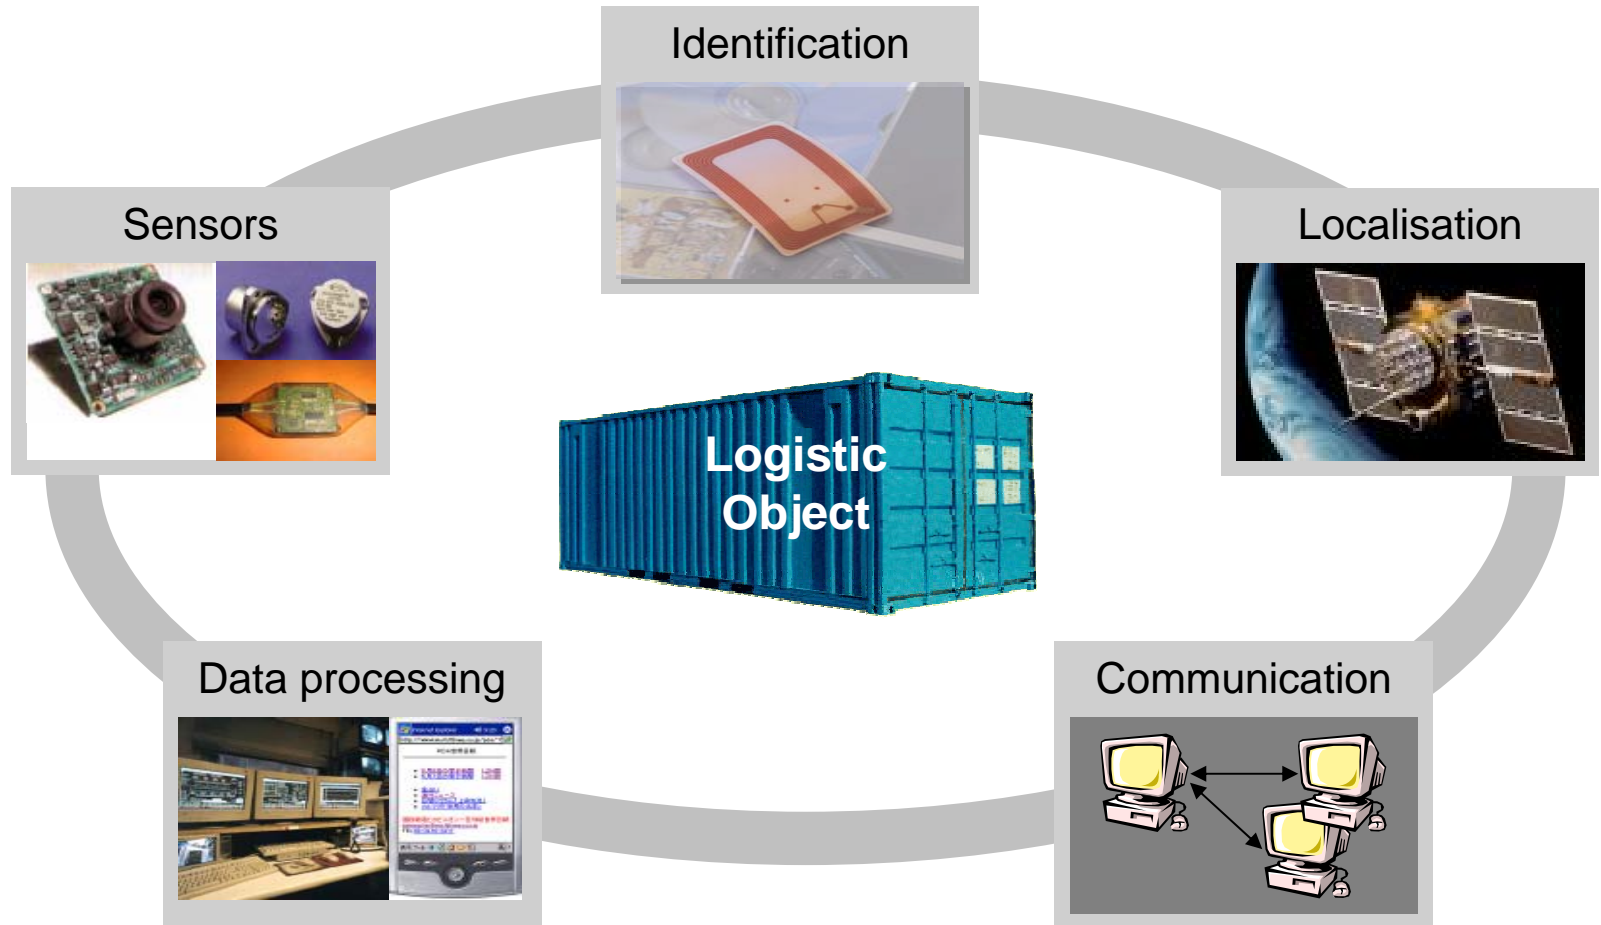 Identification
Sensors
Localisation
Logistic
Object
Data processing
Communication